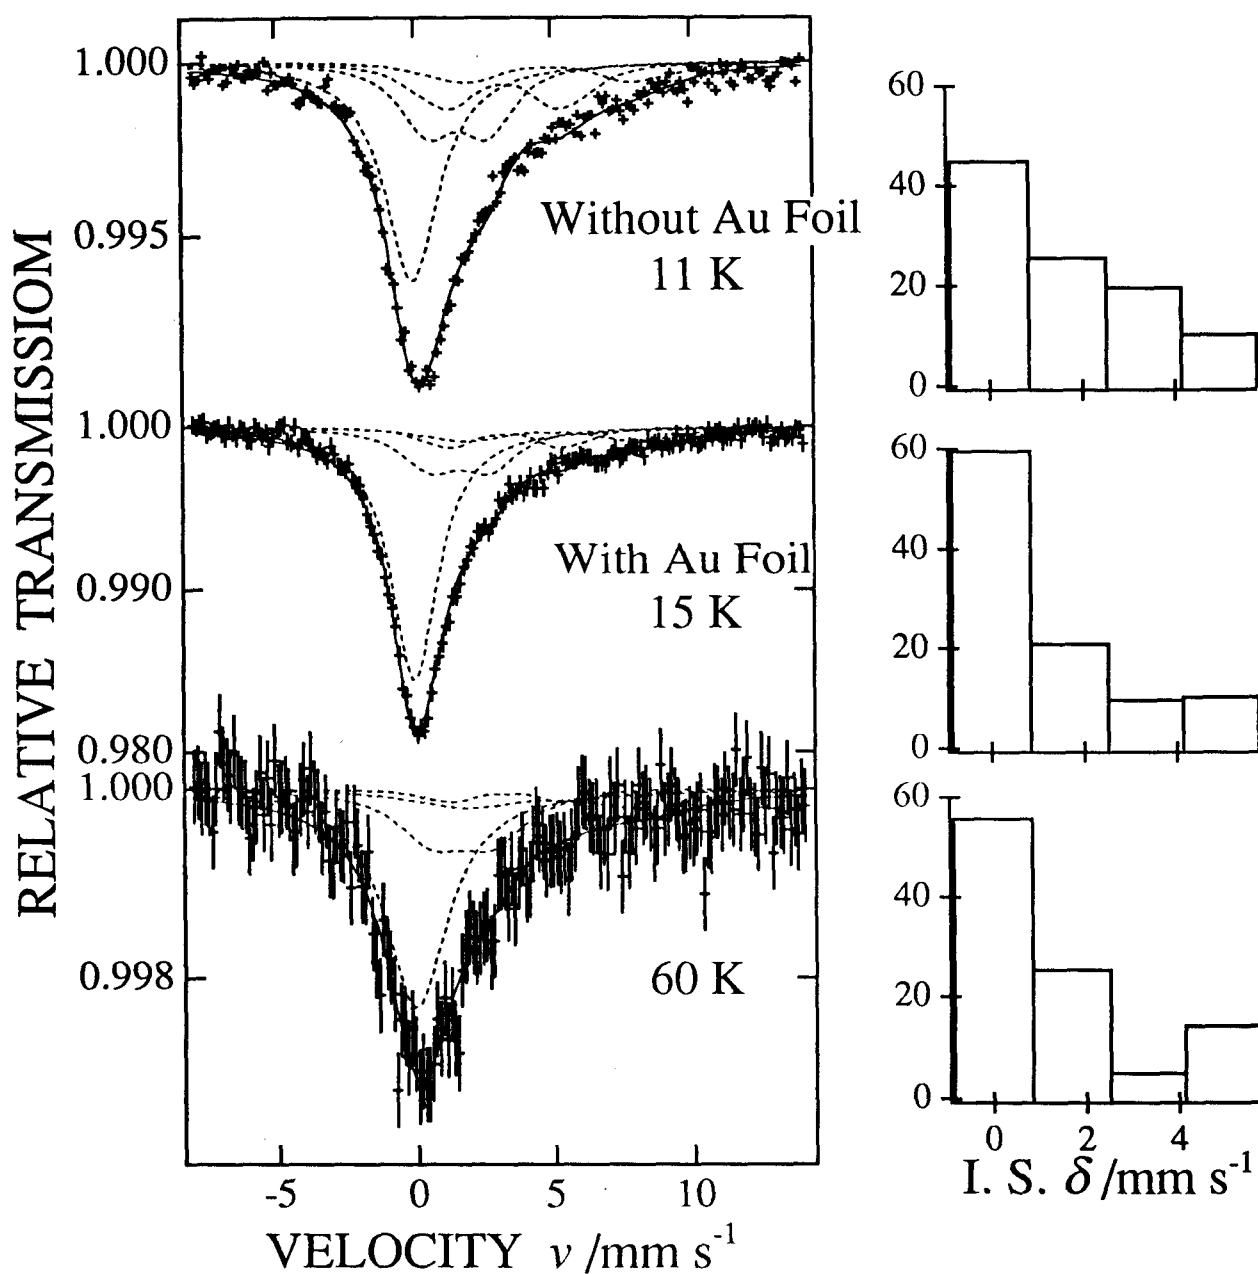 RELATIVE TRANSMISSIOM
1.000
0.995
Without Au Foil
11 K
1.000
0.990
0.980
With Au Foil
15 K
1.000
0.998
60 K
-5 0 5 10
VELOCITY v /mm s-1
60
40
20
0
60
40
20
0
60
40
20
0
0 2 4
I. S. δ /mm s-1